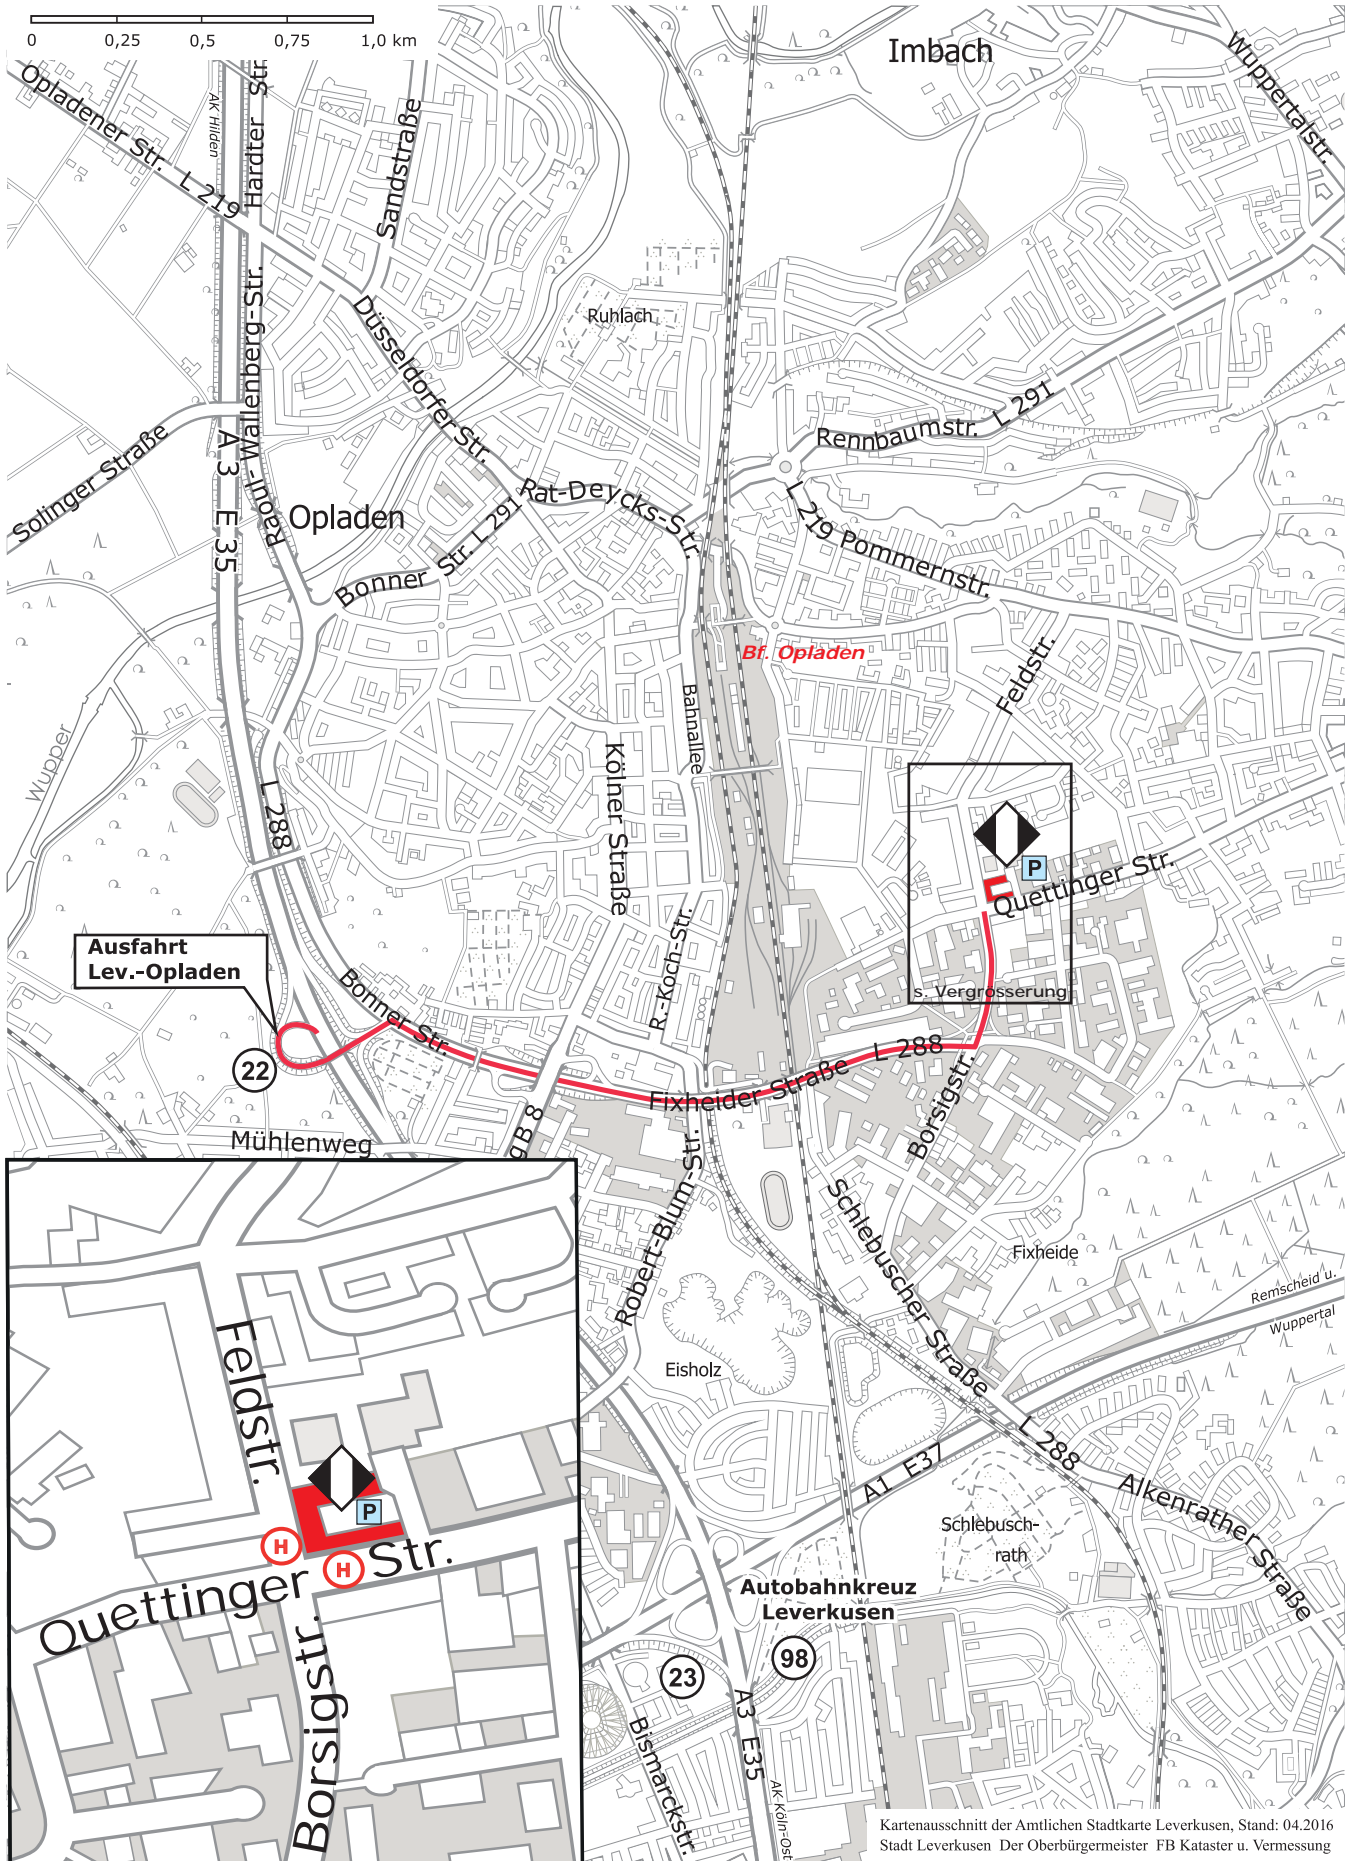 0 0,25 0,5 0,75 1,0 km
Imbach
Wuppertalstr.
Opladener Str. L 219
AK Hilden
Hardter Str.
Sandstraße
Ruhlach
Düsseldorfer Str.
Raoul-Wallenberg-Str.
Solinger Straße
A 3 E 35
Opladen
Rat-Deycks-Str.
Bonner Str. L 291
Rennbaumstr. L 291
L 219 Pommernstr.
Bf. Opladen
Feldstr.
Wupper
Bahnallee
L 288
Kölner Straße
P
Quettinger Str.
Ausfahrt
Lev.-Opladen
Bonner Str.
R.-Koch-Str.
s. Vergrösserung
22
Fixheider Straße L 288
Borsigstr.
Mühlenweg
gB 8
Robert-Blum-Str.
Schlebuscher Straße
Fixheide
Remscheid u.
Wuppertal
Eisholz
L 288
A1 E37
Alkenrather Straße
Schlebusch-
rath
Autobahnkreuz
Leverkusen
98
23
A3 E35
Bismarckstr.
AK Köln-Ost
Feldstr.
P
H
H
Quettinger Str.
Borsigstr.
Kartenausschnitt der Amtlichen Stadtkarte Leverkusen, Stand: 04.2016
Stadt Leverkusen Der Oberbürgermeister FB Kataster u. Vermessung